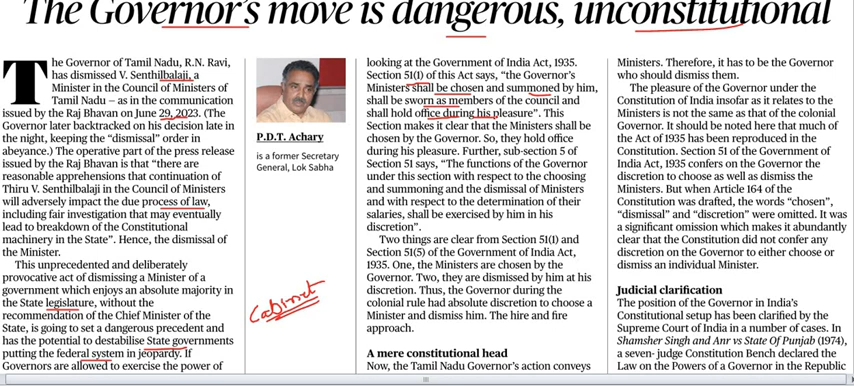 The Governor's move is dangerous, unconstitutional
The Governor of Tamil Nadu, R.N. Ravi,
has dismissed V. Senthilbalaji, a
Minister in the Council of Ministers of
Tamil Nadu – as in the communication
issued by the Raj Bhavan on June 29, 2023. (The
Governor later backtracked on his decision late in
the night, keeping the "dismissal" order in
abeyance.) The operative part of the press release
issued by the Raj Bhavan is that "there are
reasonable apprehensions that continuation of
Thiru V. Senthilbalaji in the Council of Ministers
will adversely impact the due process of law,
including fair investigation that may eventually
lead to breakdown of the Constitutional
machinery in the State". Hence, the dismissal of
the Minister.
This unprecedented and deliberately
provocative act of dismissing a Minister of a
government which enjoys an absolute majority in
the State legislature, without the
recommendation of the Chief Minister of the
State, is going to set a dangerous precedent and
has the potential to destabilise State governments
putting the federal system in jeopardy. If
Governors are allowed to exercise the power of
P.D.T. Achary
is a former Secretary
General, Lok Sabha
Cabinet
looking at the Government of India Act, 1935.
Section 51(1) of this Act says, "the Governor's
Ministers shall be chosen and summoned by him,
shall be sworn as members of the council and
shall hold office during his pleasure". This
Section makes it clear that the Ministers shall be
chosen by the Governor. So, they hold office
during his pleasure. Further, sub-section 5 of
Section 51 says, "The functions of the Governor
under this section with respect to the choosing
and summoning and the dismissal of Ministers
and with respect to the determination of their
salaries, shall be exercised by him in his
discretion".
Two things are clear from Section 51(1) and
Section 51(5) of the Government of India Act,
1935. One, the Ministers are chosen by the
Governor. Two, they are dismissed by him at his
discretion. Thus, the Governor during the
colonial rule had absolute discretion to choose a
Minister and dismiss him. The hire and fire
approach.
A mere constitutional head
Now, the Tamil Nadu Governor's action conveys
Ministers. Therefore, it has to be the Governor
who should dismiss them.
The pleasure of the Governor under the
Constitution of India insofar as it relates to the
Ministers is not the same as that of the colonial
Governor. It should be noted here that much of
the Act of 1935 has been reproduced in the
Constitution. Section 51 of the Government of
India Act, 1935, confers on the Governor the
discretion to choose as well as dismiss the
Ministers. But when Article 164 of the
Constitution was drafted, the words "chosen",
"dismissal" and "discretion" were omitted. It was
a significant omission which makes it abundantly
clear that the Constitution did not confer any
discretion on the Governor to either choose or
dismiss an individual Minister.
Judicial clarification
The position of the Governor in India's
Constitutional setup has been clarified by the
Supreme Court of India in a number of cases. In
Shamsher Singh and Anr vs State Of Punjab (1974),
a seven- judge Constitution Bench declared the
Law on the Powers of a Governor in the Republic